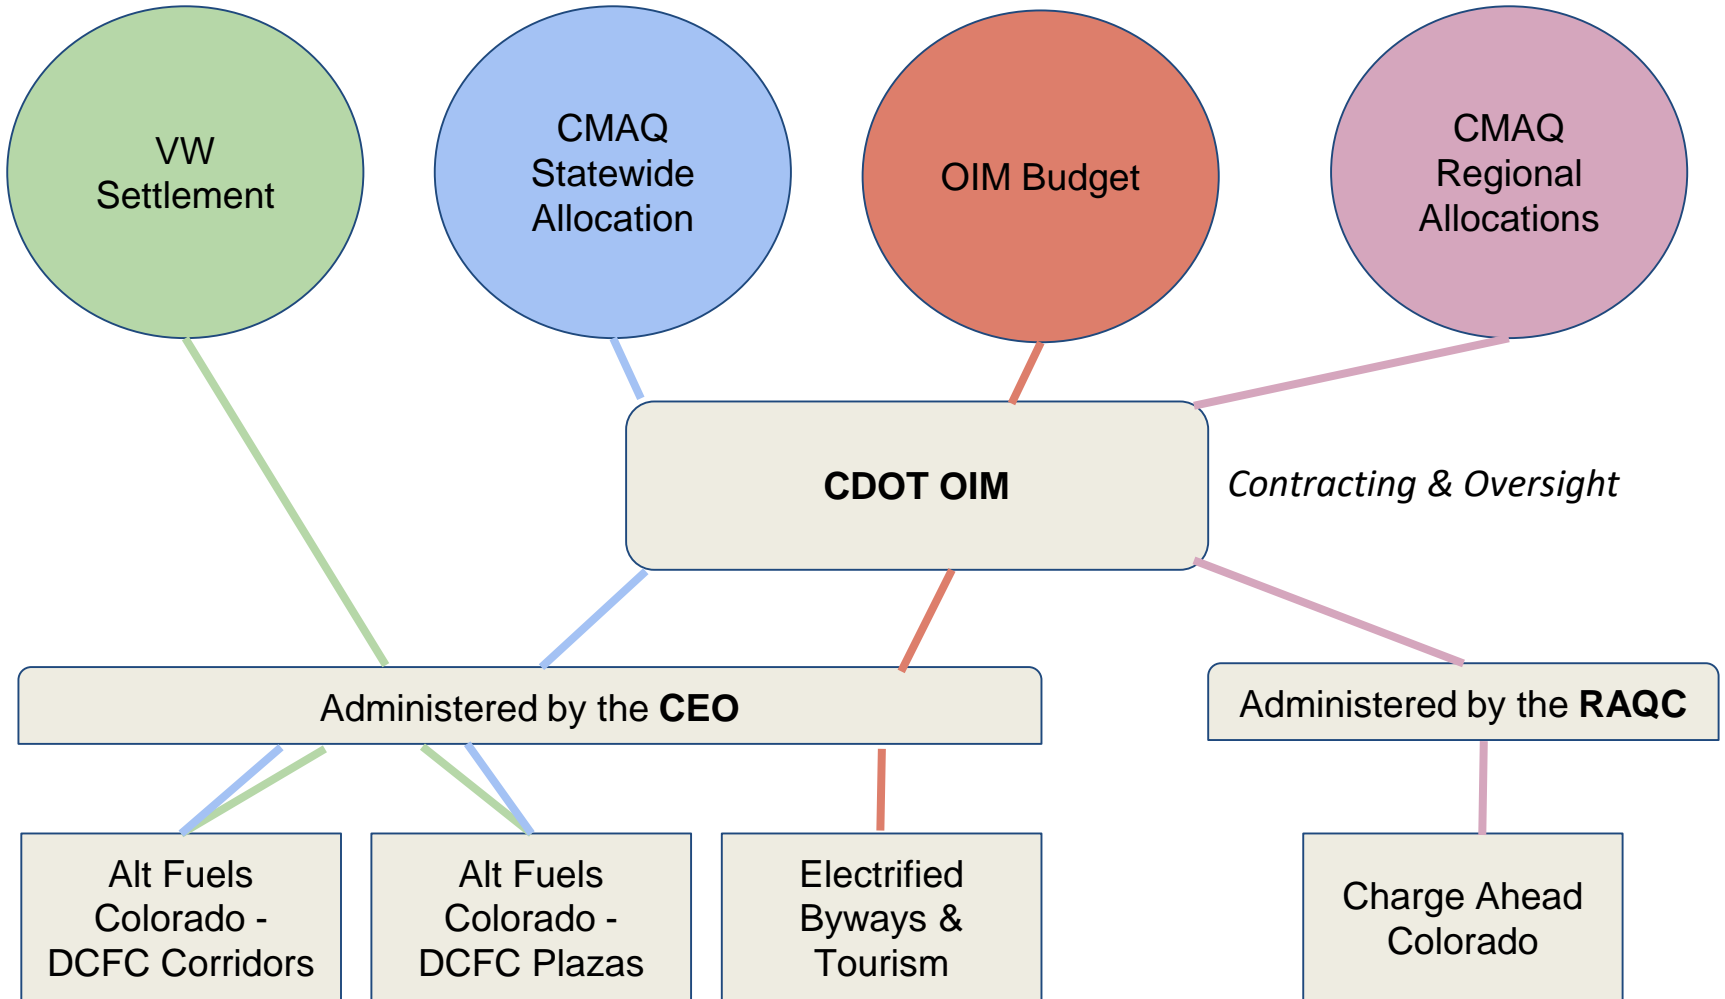 VW
Settlement
CMAQ
Statewide
Allocation
OIM Budget
CMAQ
Regional
Allocations
CDOT OIM
Contracting & Oversight
Administered by the CEO
Administered by the RAQC
Alt Fuels
Colorado -
DCFC Corridors
Alt Fuels
Colorado -
DCFC Plazas
Electrified
Byways &
Tourism
Charge Ahead
Colorado